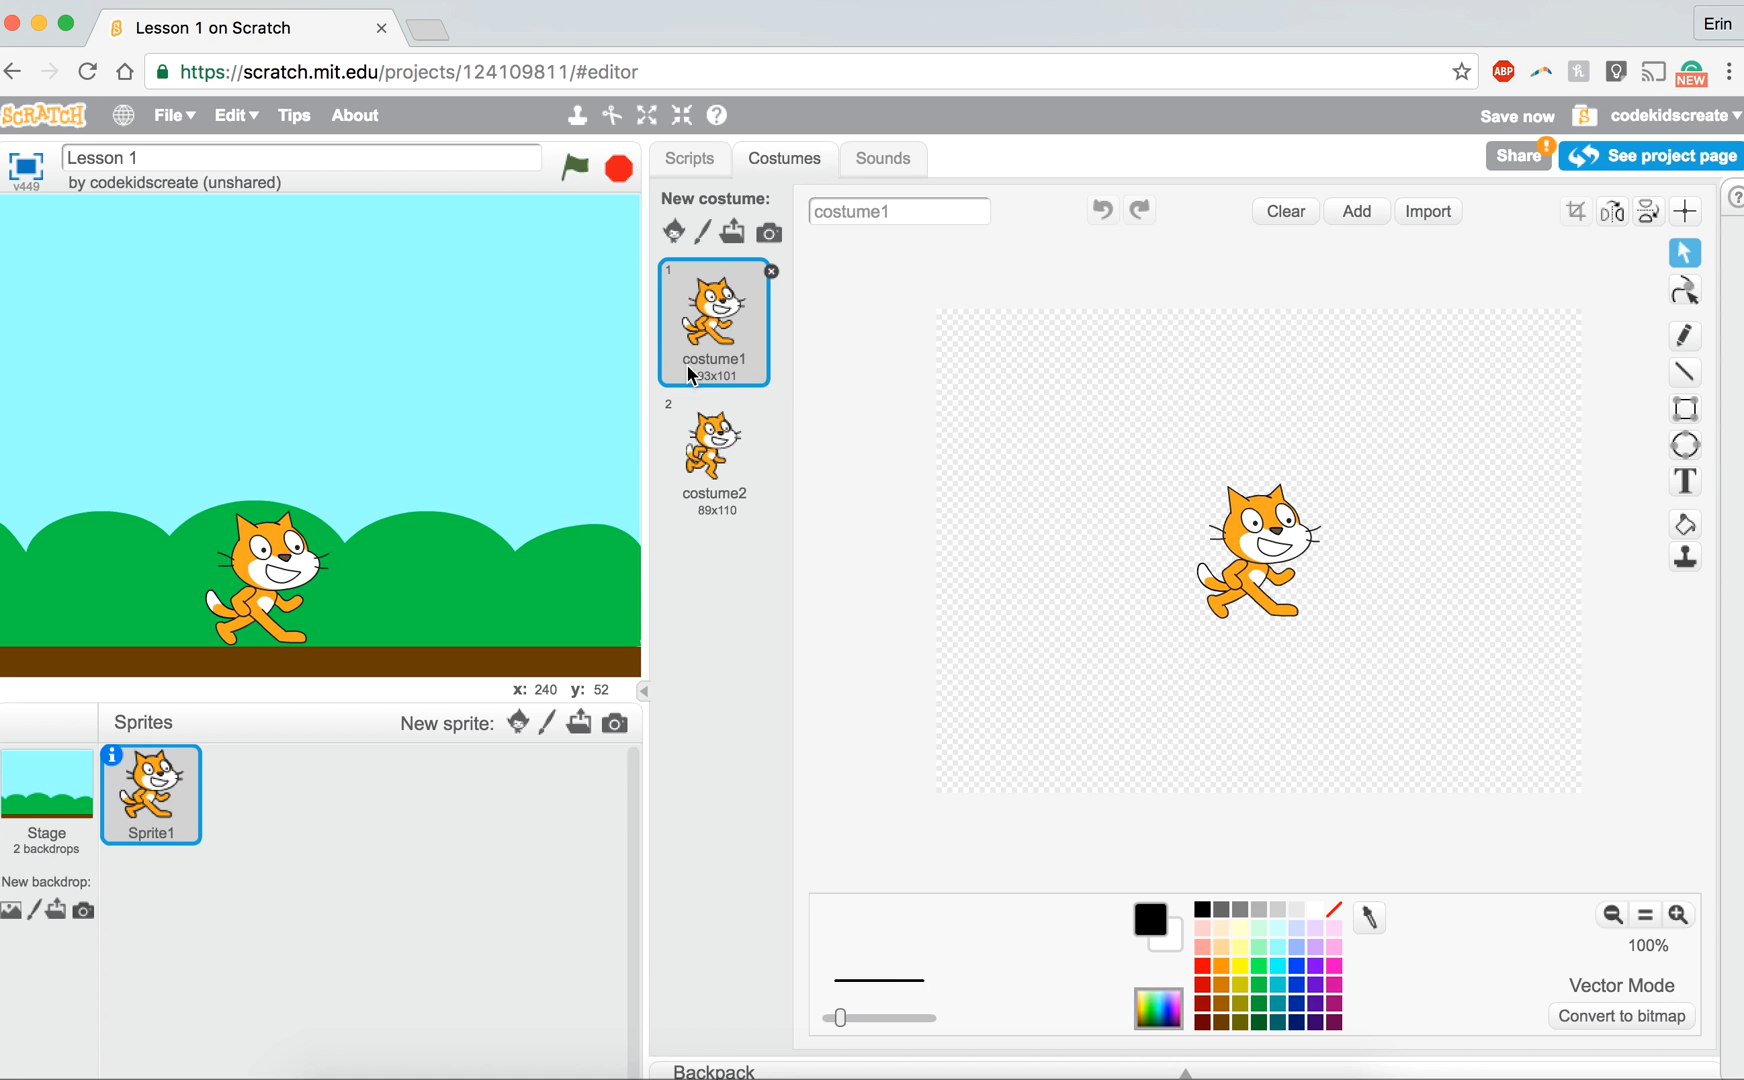 Lesson 1 on Scratch
Erin
https://scratch.mit.edu/projects/124109811/#editor
ABP
NEW
SCRATCH
File
Edit
Tips
About
Save now
codekidscreate
v449
Lesson 1
by codekidscreate (unshared)
Scripts
Costumes
Sounds
Share
See project page
New costume:
costume1
Clear
Add
Import
1
costume1
93x101
2
costume2
89x110
T
x: 240 y: 52
Sprites
New sprite:
Stage
2 backdrops
Sprite1
New backdrop:
100%
Vector Mode
Convert to bitmap
Backpack